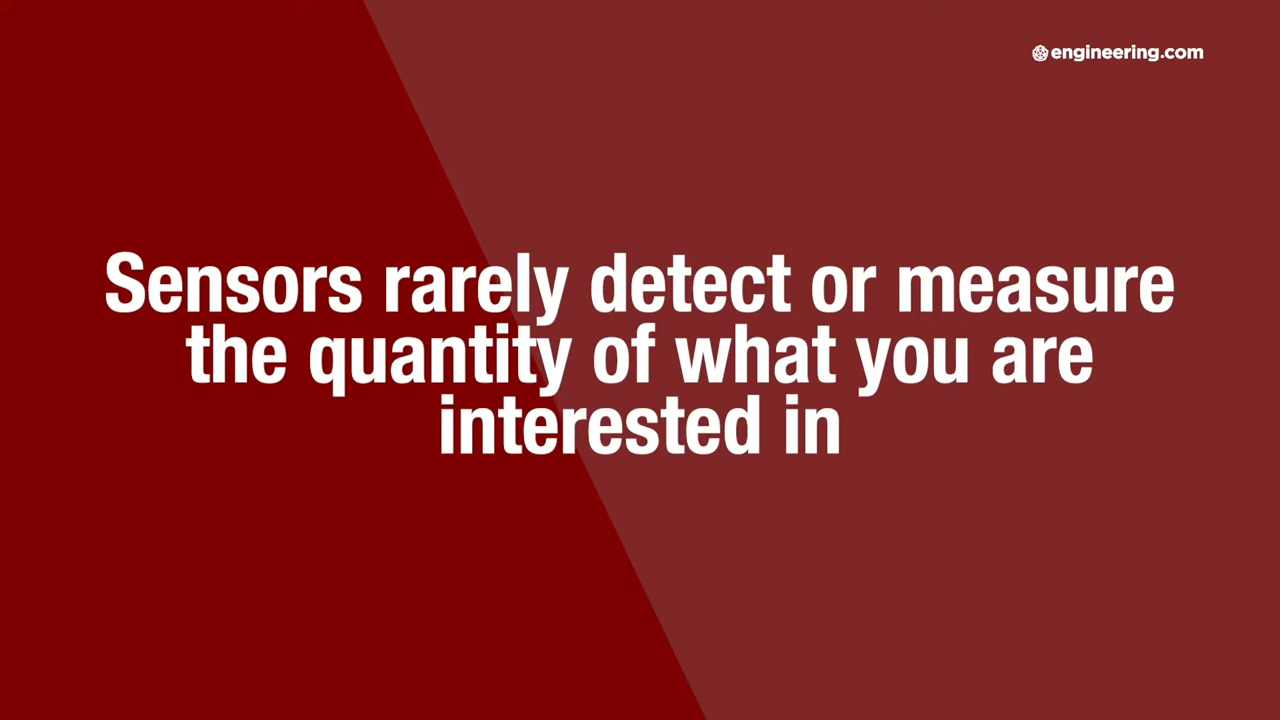 engineering.com
Sensors rarely detect or measure
the quantity of what you are
interested in